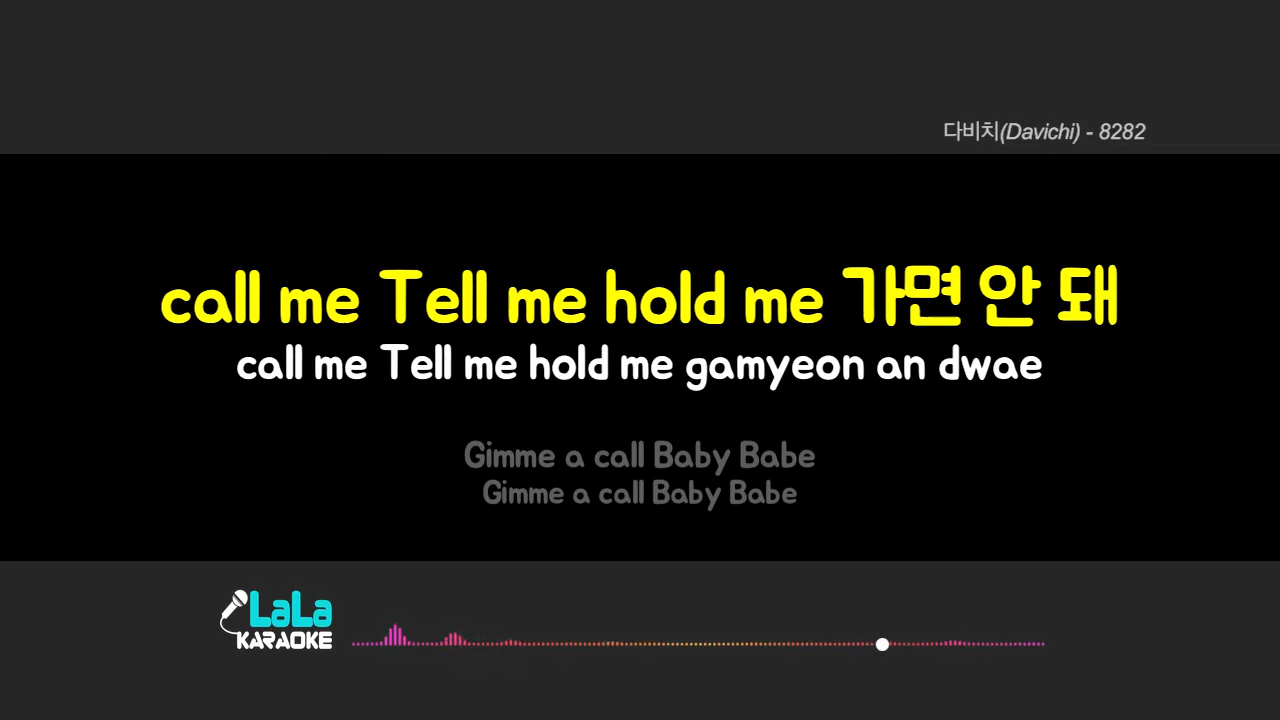 다비치(Davichi) - 8282
call me Tell me hold me 가면 안 돼
call me Tell me hold me gamyeon an dwae
Gimme a call Baby Babe
Gimme a call Baby Babe
LaLa
KARAOKE